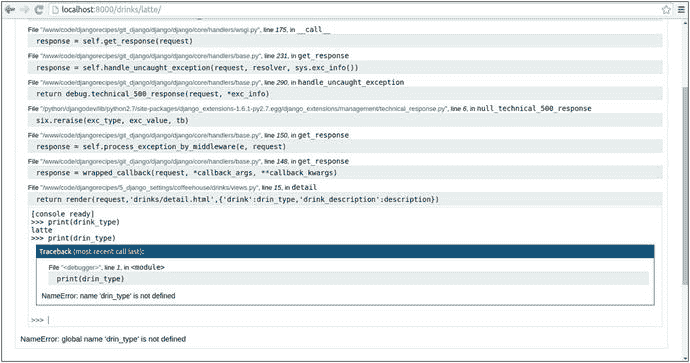 localhost:8000/drinks/latte/
File "/www/code/djangorecipes/git_django/django/django/core/handlers/wsgi.py", line 175, in __call__
response = self.get_response(request)
File "/www/code/djangorecipes/git_django/django/django/core/handlers/base.py", line 231, in get_response
response = self.handle_uncaught_exception(request, resolver, sys.exc_info())
File "/www/code/djangorecipes/git_django/django/django/core/handlers/base.py", line 290, in handle_uncaught_exception
return debug.technical_500_response(request, *exc_info)
File "/python/djangodev/lib/python2.7/site-packages/django_extensions-1.6.1-py2.7.egg/django_extensions/management/technical_response.py", line 6, in null_technical_500_response
six.reraise(exc_type, exc_value, tb)
File "/www/code/djangorecipes/git_django/django/django/core/handlers/base.py", line 150, in get_response
response = self.process_exception_by_middleware(e, request)
File "/www/code/djangorecipes/git_django/django/django/core/handlers/base.py", line 148, in get_response
response = wrapped_callback(request, *callback_args, **callback_kwargs)
File "/www/code/djangorecipes/5_django_settings/coffeehouse/drinks/views.py", line 15, in detail
return render(request,'drinks/detail.html',{'drink':drin_type,'drink_description':description})
[console ready]
>>> print(drink_type)
latte
>>> print(drin_type)
Traceback (most recent call last):
File "<debugger>", line 1, in <module>
print(drin_type)
NameError: name 'drin_type' is not defined
>>>
NameError: global name 'drin_type' is not defined